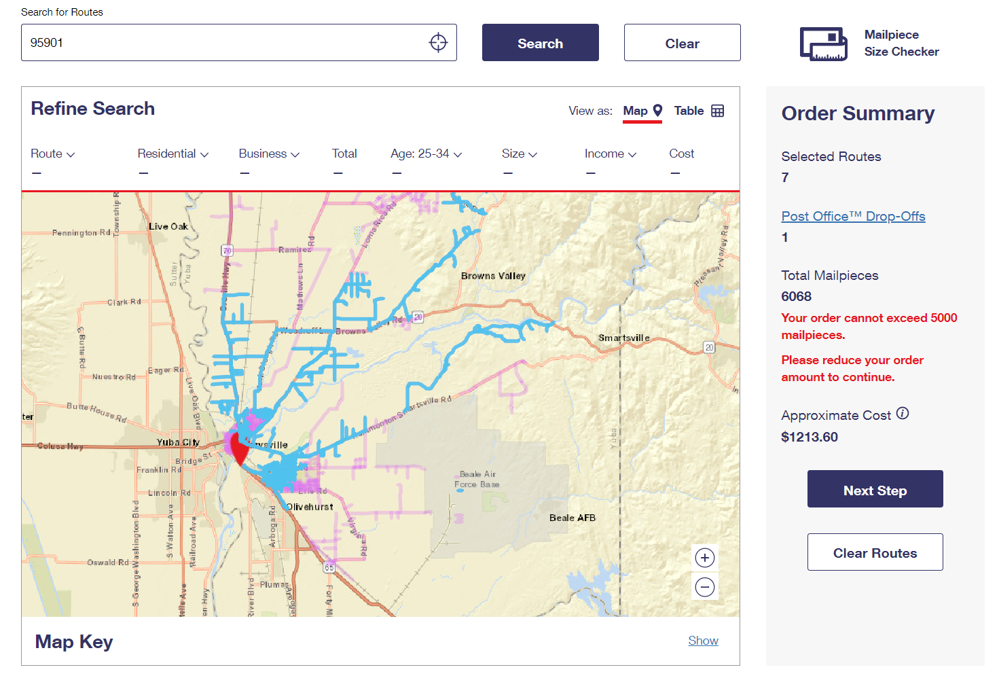 Search for Routes
95901
Search
Clear
Mailpiece
Size Checker
Refine Search
View as:
Map
Table
Route
Residential
Business
Total
Age: 25-34
Size
Income
Cost
–
–
–
–
–
–
–
–
Township R
Live Oak
Pennington Rd
70
Ramirez Rd
Loma Rica Rd
Pleasant Valley Rd
Sutter
Yuba
Mathews Ln
Browns Valley
Clark Rd
20
Woodruff Ln
Browns
Rd
Smartsville
20
E Butte Rd
Eager Rd
Nuestro Rd
Live Oak Blvd
Butte House Rd
ter
Hammonton Smartsville Rd
In
Yuba
Yuba City
Colusa Hwy
arysville
Bridge St
Franklin Rd
Lincoln Rd
Erle Rd
Beale Air
Force Base
Olivehurst
Beale AFB
S George Washington Blvd
S Walton Ave
Railroad Ave
Arboga Rd
Virginia Rd
Oswald Rd
65
Plumas
River Blvd
en Hwy
Forty Mi
Map Key
Show
Order Summary
Selected Routes
7
Post Office™ Drop-Offs
1
Total Mailpieces
6068
Your order cannot exceed 5000
mailpieces.
Please reduce your order
amount to continue.
Approximate Cost
$1213.60
Next Step
Clear Routes
+
−